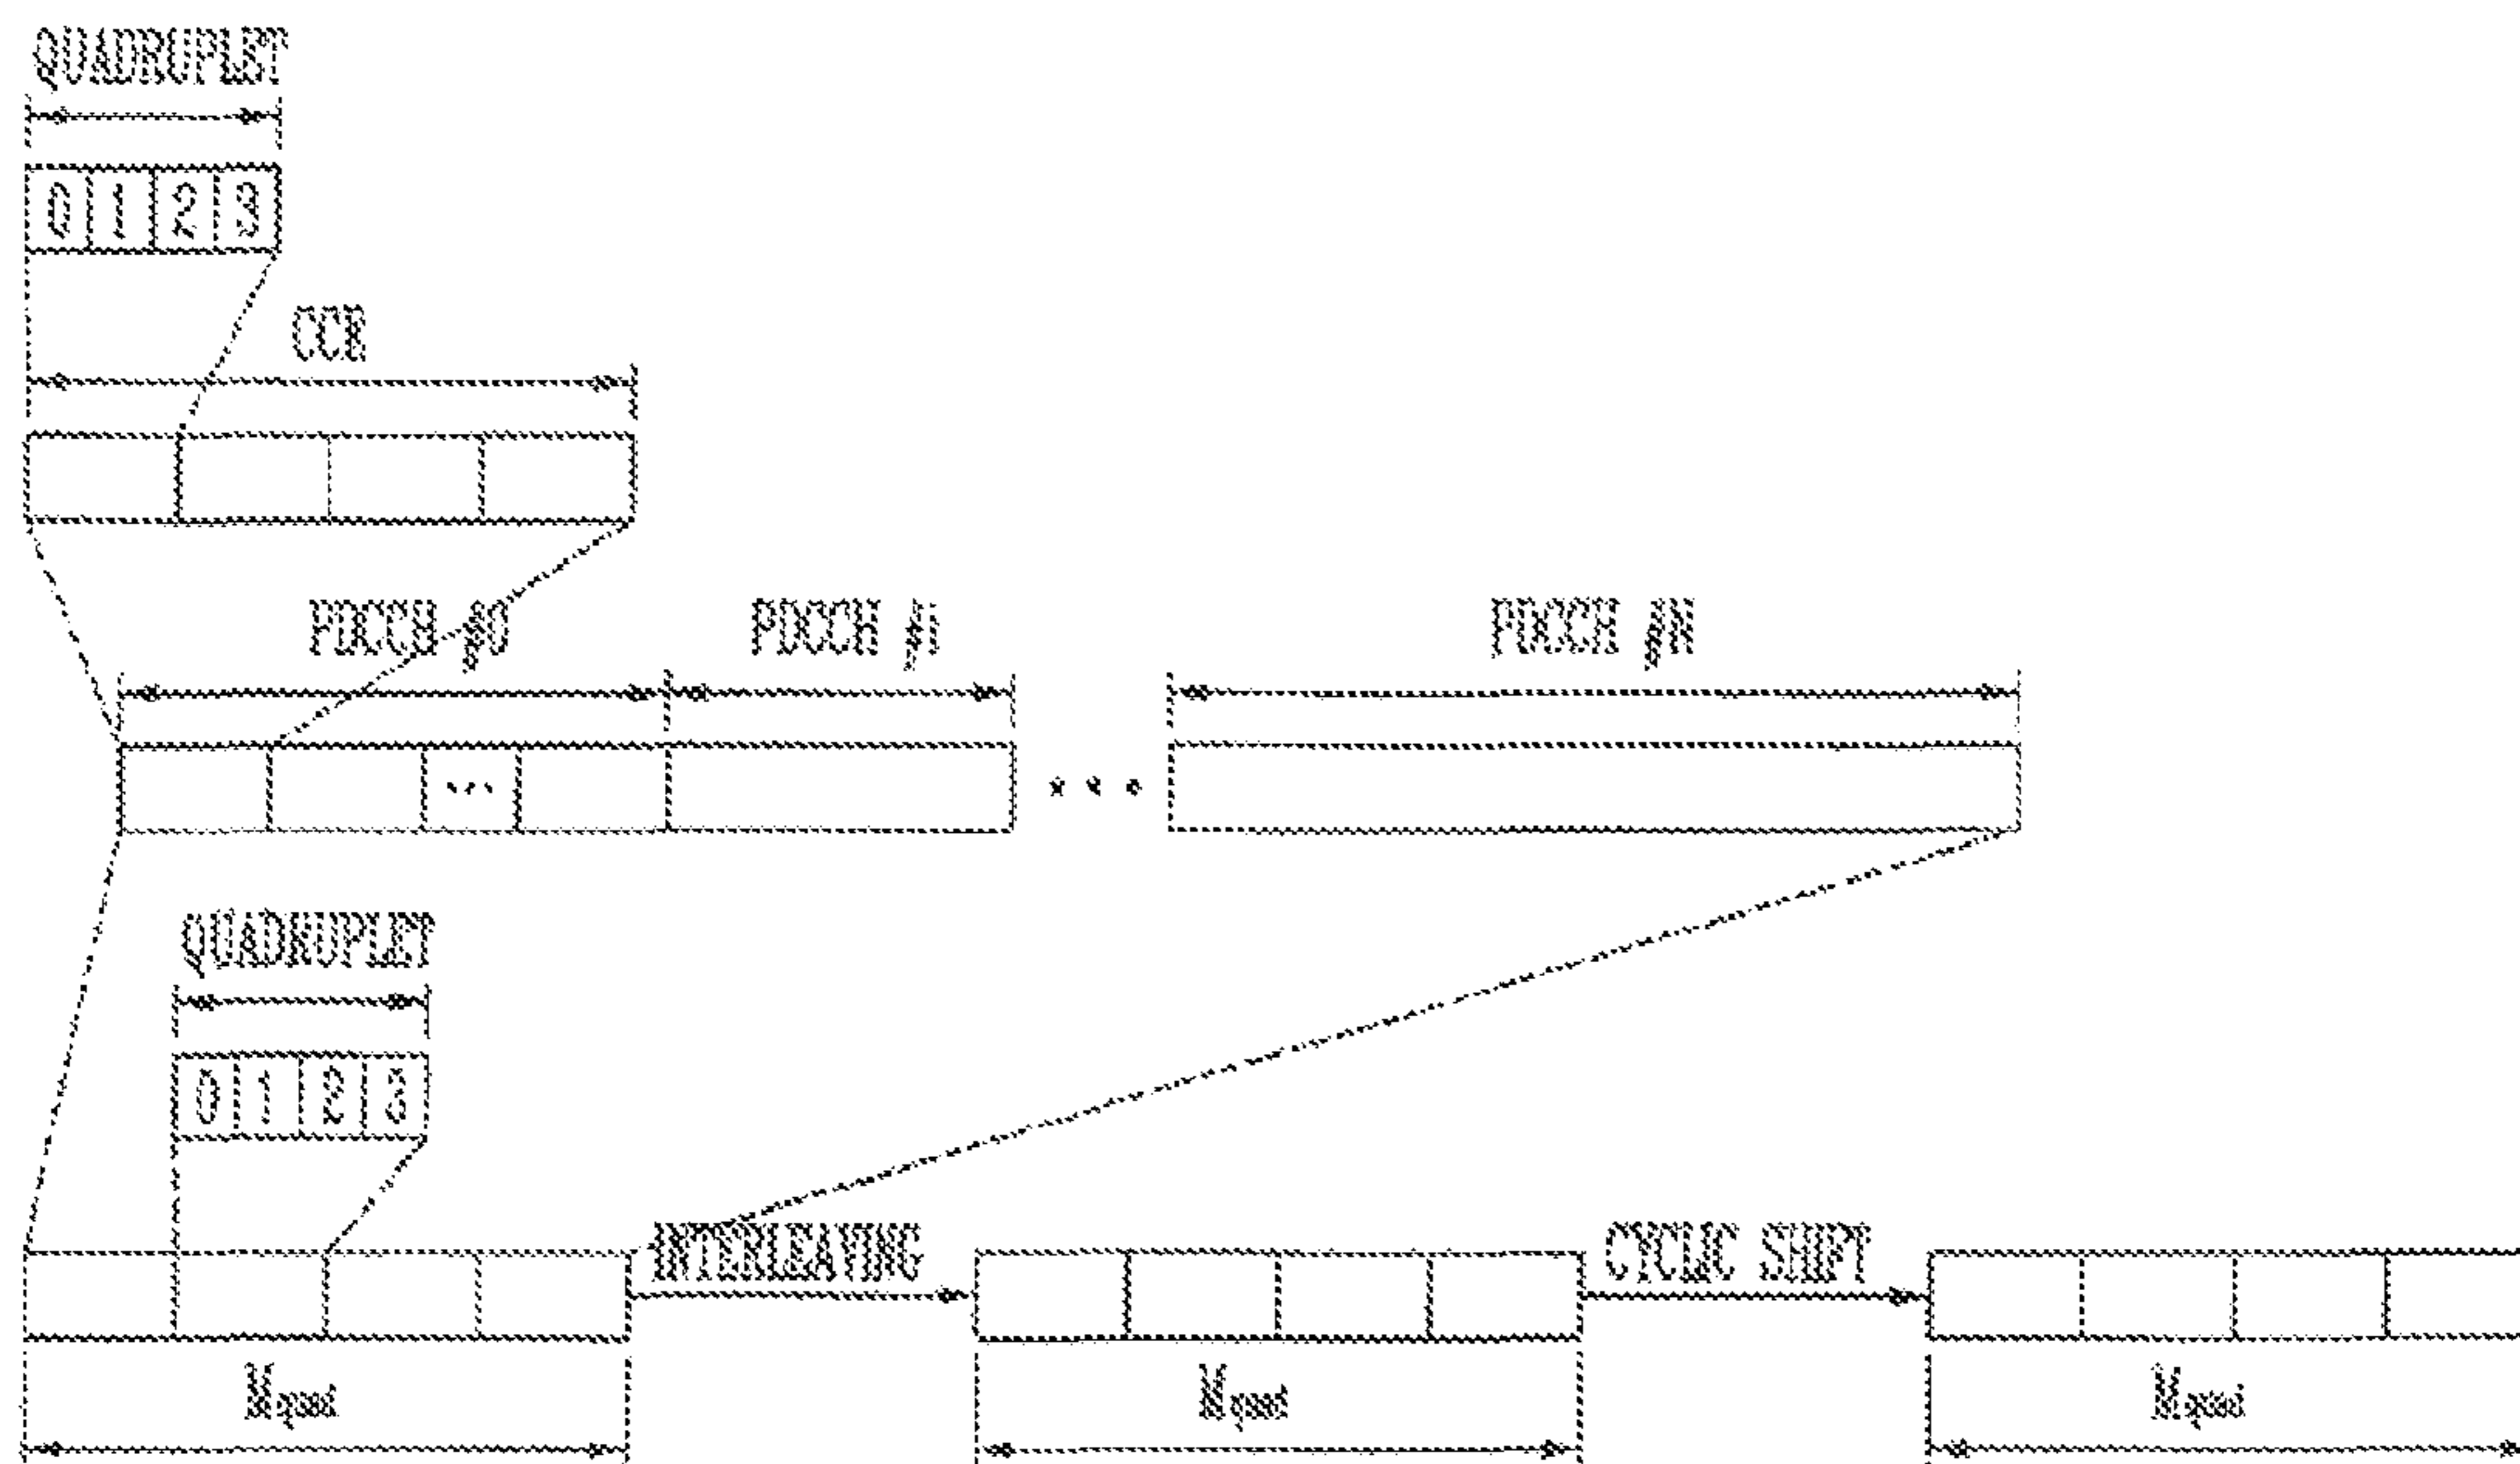 QUADRUPLET
0 1 2 3
CCE
PDCCH #0 PDCCH #1 PDCCH #N
... • • •
QUADRUPLET
0 1 2 3
INTERLEAVING CYCLIC SHIFT
Mquad Mquad Mquad